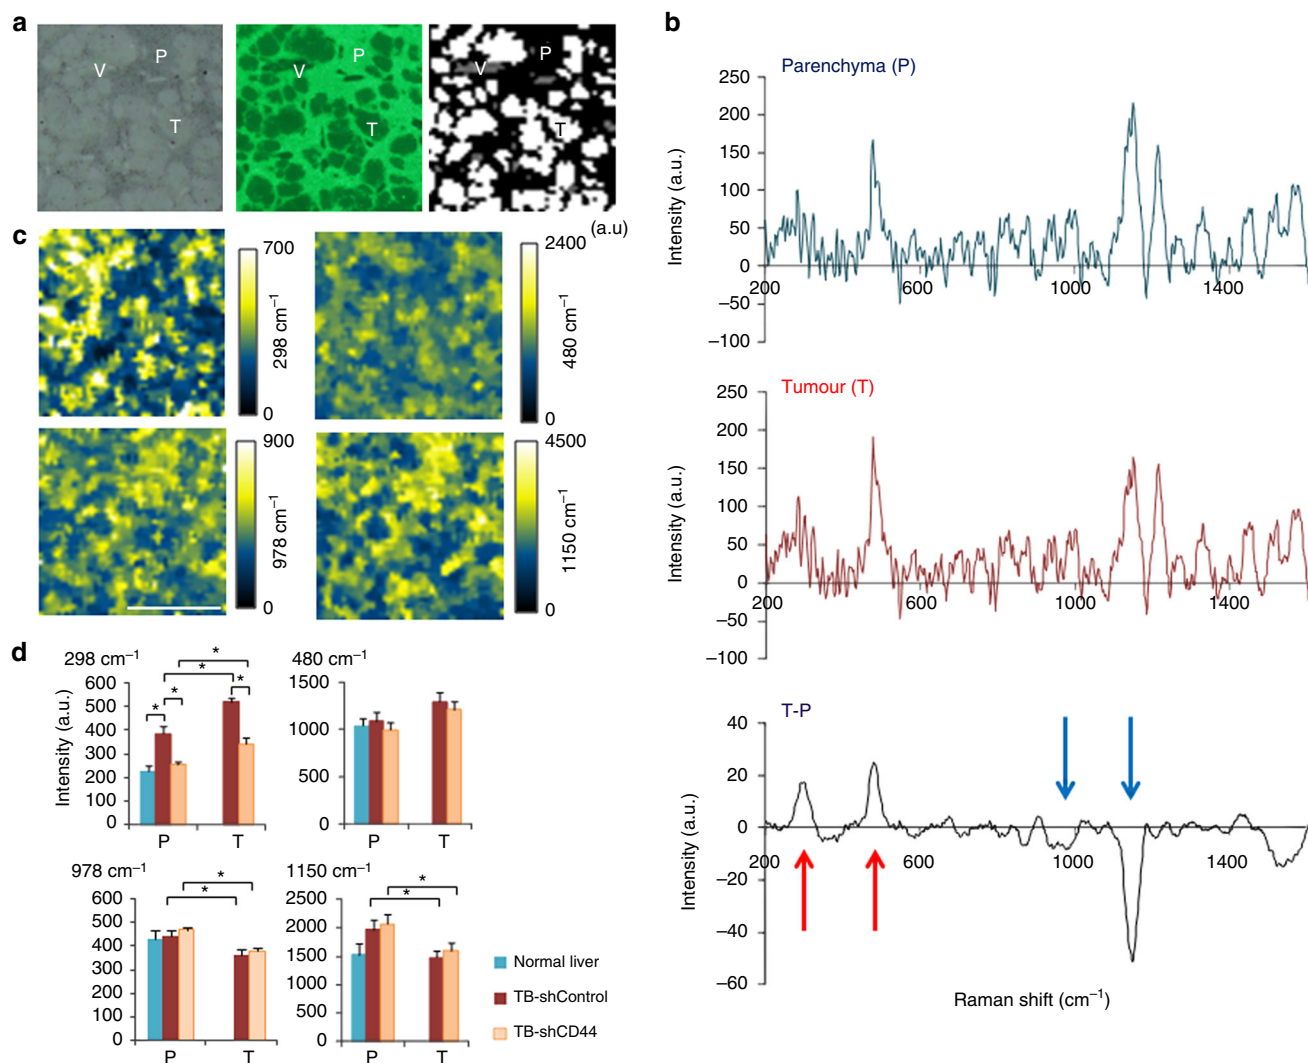 a
V
P
T
V
P
T
V
P
T
b
Parenchyma (P)
Intensity (a.u.)
250
200
150
100
50
0
−50
−100
200
600
1000
1400
Tumour (T)
Intensity (a.u.)
250
200
150
100
50
0
−50
−100
200
600
1000
1400
T-P
Intensity (a.u.)
40
20
0
−20
−40
−60
200
600
1000
1400
Raman shift (cm⁻¹)
c
(a.u)
700
298 cm⁻¹
0
2400
480 cm⁻¹
0
900
978 cm⁻¹
0
4500
1150 cm⁻¹
0
d
298 cm⁻¹
Intensity (a.u.)
600
500
400
300
200
100
0
*
*
*
*
*
P
T
480 cm⁻¹
1500
1000
500
0
P
T
978 cm⁻¹
600
500
400
300
200
100
0
*
*
P
T
1150 cm⁻¹
2500
2000
1500
1000
500
0
*
*
P
T
Normal liver
TB-shControl
TB-shCD44